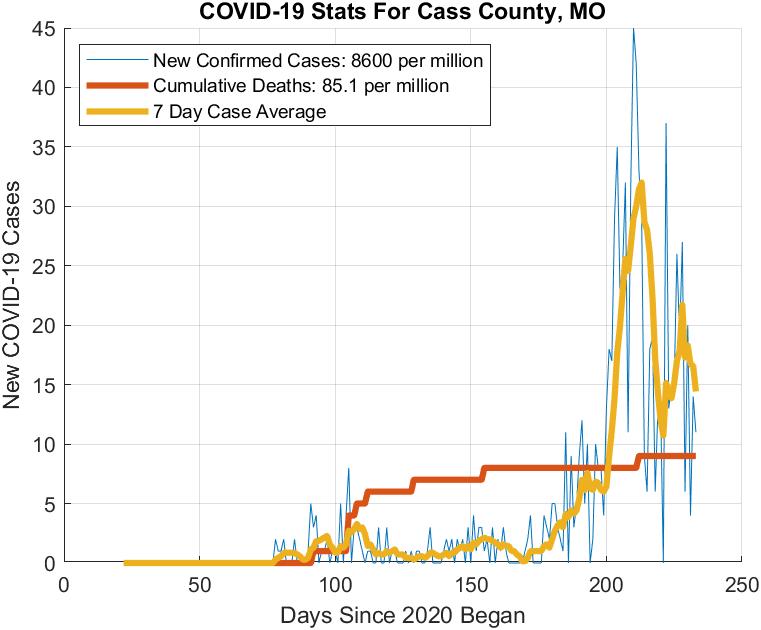 COVID-19 Stats For Cass County, MO
New Confirmed Cases: 8600 per million
Cumulative Deaths: 85.1 per million
7 Day Case Average
New COVID-19 Cases
45
40
35
30
25
20
15
10
5
0
0 50 100 150 200 250
Days Since 2020 Began